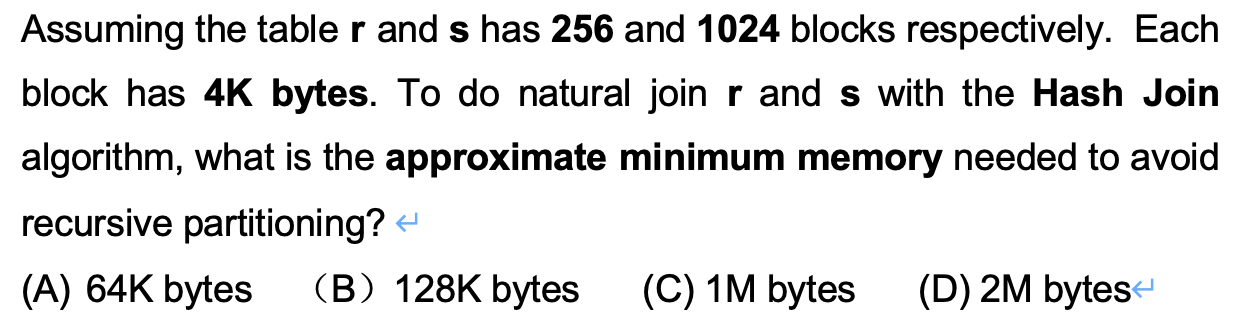 Assuming the table r and s has 256 and 1024 blocks respectively. Each
block has 4K bytes. To do natural join r and s with the Hash Join
algorithm, what is the approximate minimum memory needed to avoid
recursive partitioning? ↵
(A) 64K bytes （B）128K bytes (C) 1M bytes (D) 2M bytes↵